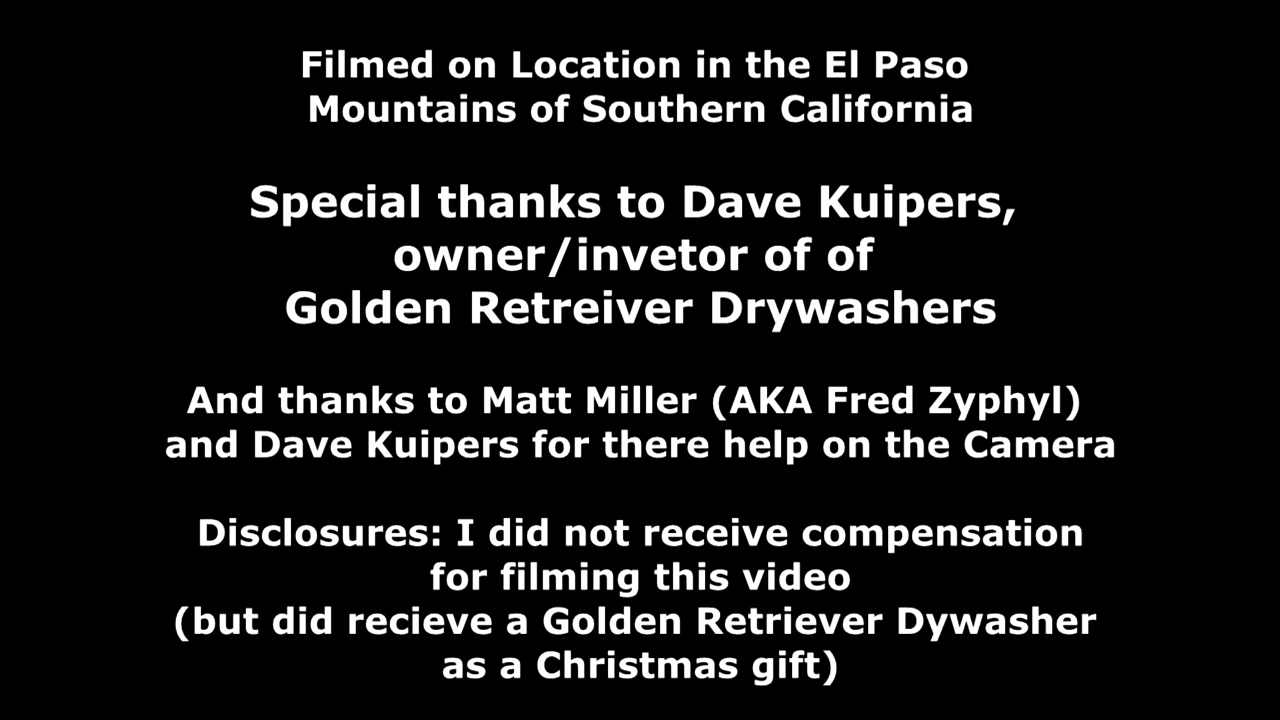 Filmed on Location in the El Paso
Mountains of Southern California
Special thanks to Dave Kuipers,
owner/invetor of of
Golden Retreiver Drywashers
And thanks to Matt Miller (AKA Fred Zyphyl)
and Dave Kuipers for there help on the Camera
Disclosures: I did not receive compensation
for filming this video
(but did recieve a Golden Retriever Dywasher
as a Christmas gift)